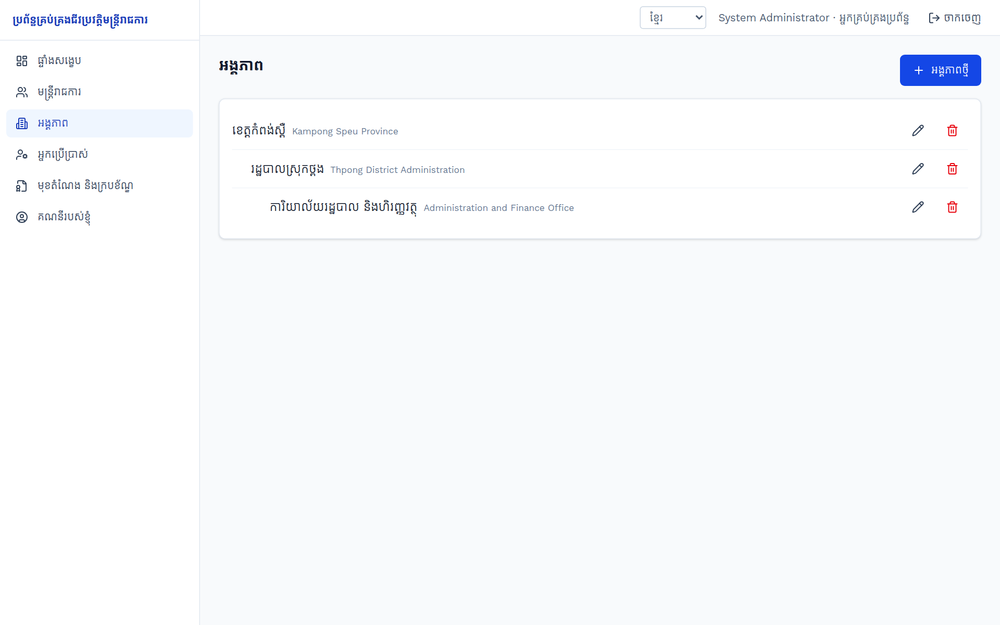 ប្រព័ន្ធគ្រប់គ្រងជីវប្រវត្តិមន្ត្រីរាជការ
ខ្មែរ
System Administrator · អ្នកគ្រប់គ្រងប្រព័ន្ធ
ចាកចេញ
ផ្ទាំងសង្ខេប
មន្ត្រីរាជការ
អង្គភាព
អ្នកប្រើប្រាស់
មុខតំណែង និងក្របខ័ណ្ឌ
គណនីរបស់ខ្ញុំ
អង្គភាព
អង្គភាពថ្មី
ខេត្តកំពង់ស្ពឺ Kampong Speu Province
រដ្ឋបាលស្រុកថ្ពង Thpong District Administration
ការិយាល័យរដ្ឋបាល និងហិរញ្ញវត្ថុ Administration and Finance Office